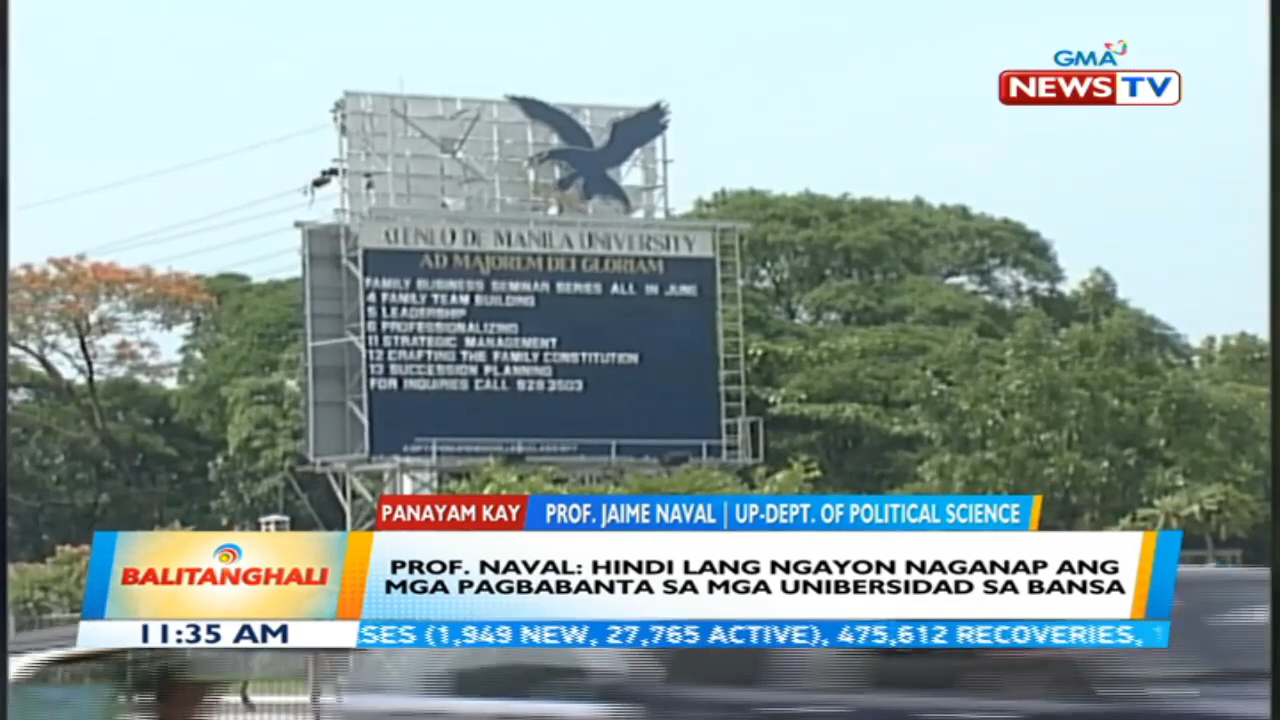 GMA
NEWS TV
ATENEO DE MANILA UNIVERSITY
AD MAJOREM DEI GLORIAM
FAMILY BUSINESS SEMINAR SERIES ALL IN JUNE
4 FAMILY TEAM BUILDING
5 LEADERSHIP
6 PROFESSIONALIZING
11 STRATEGIC MANAGEMENT
12 CRAFTING THE FAMILY CONSTITUTION
13 SUCCESSION PLANNING
FOR INQUIRES CALL 928 3503
PANAYAM KAY PROF. JAIME NAVAL | UP-DEPT. OF POLITICAL SCIENCE
BALITANGHALI
PROF. NAVAL: HINDI LANG NGAYON NAGANAP ANG
MGA PAGBABANTA SA MGA UNIBERSIDAD SA BANSA
11:35 AM
SES (1,949 NEW, 27,765 ACTIVE), 475,612 RECOVERIES,